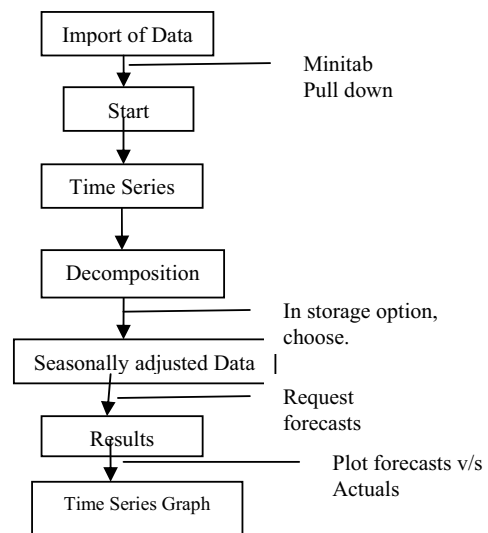 Import of Data
Minitab
Pull down
Start
Time Series
Decomposition
In storage option,
choose.
Seasonally adjusted Data
Request
forecasts
Results
Plot forecasts v/s
Actuals
Time Series Graph